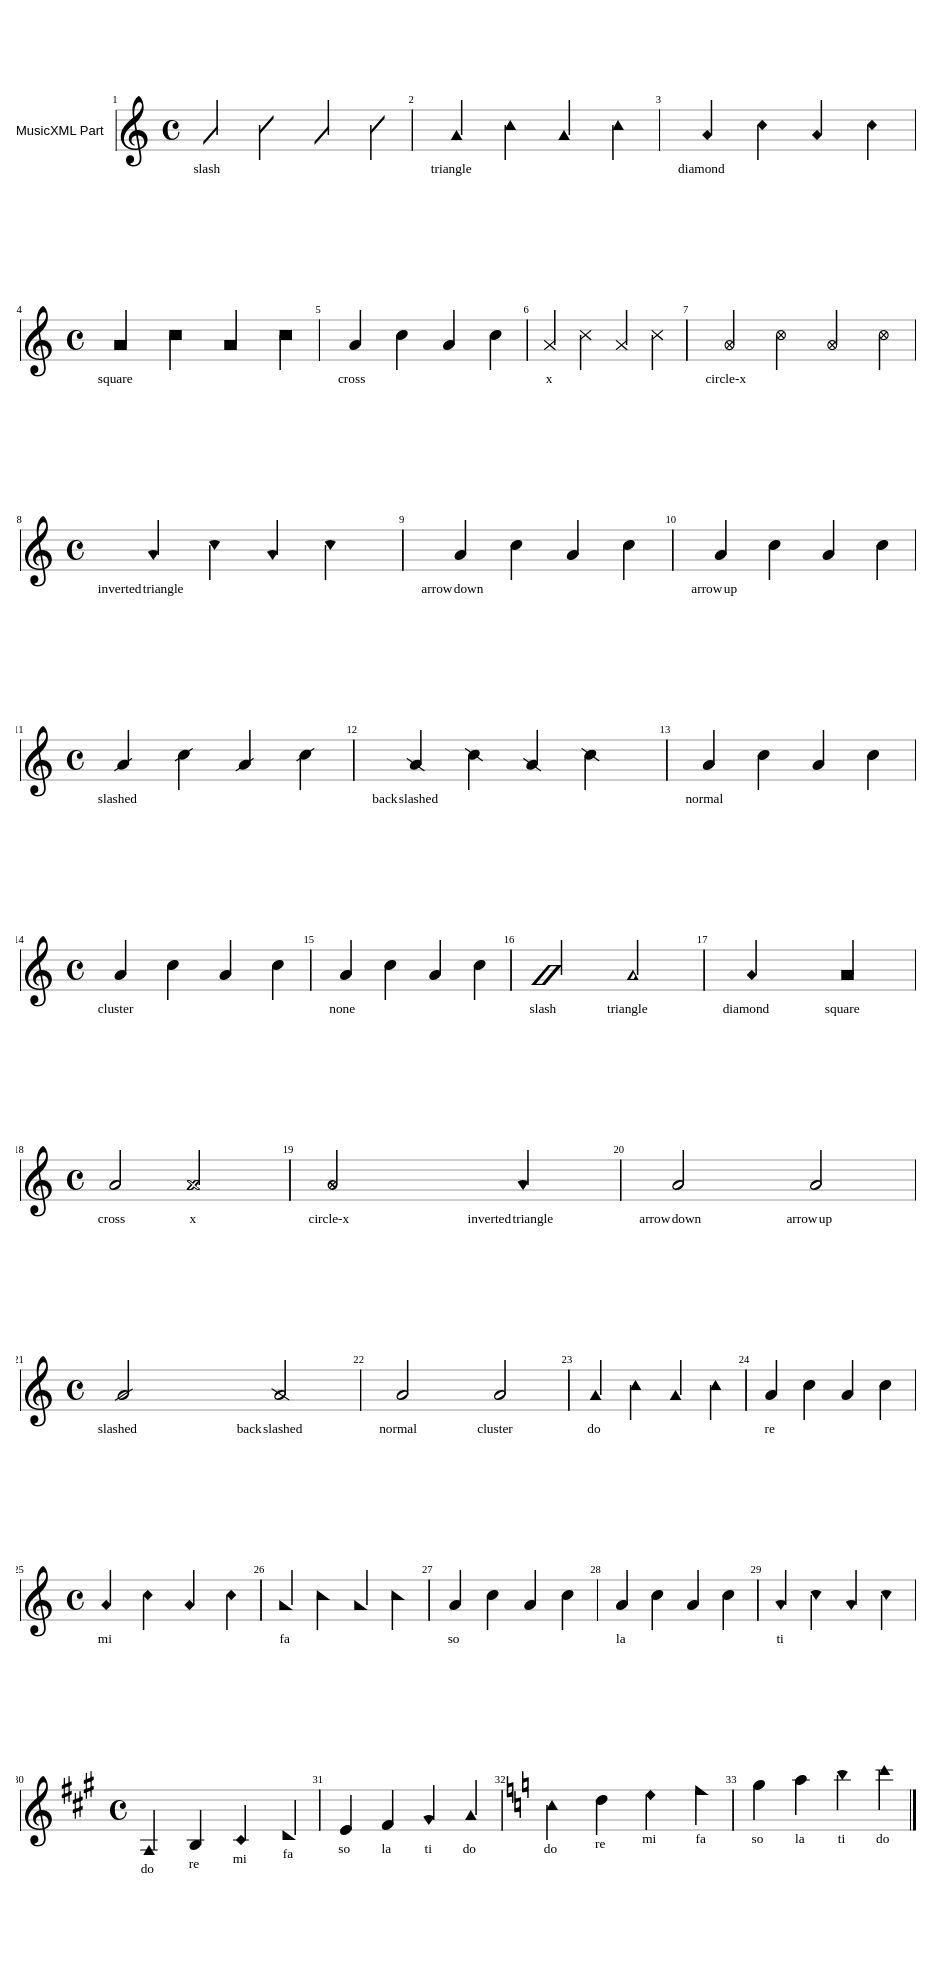 1 2 3
MusicXML Part
slash triangle diamond
4 5 6 7
square cross x circle-x
8 9 10
inverted triangle arrow down arrow up
11 12 13
slashed back slashed normal
14 15 16 17
cluster none slash triangle diamond square
18 19 20
cross x circle-x inverted triangle arrow down arrow up
21 22 23 24
slashed back slashed normal cluster do re
25 26 27 28 29
mi fa so la ti
30 31 32 33
do re mi fa so la ti do do re mi fa so la ti do